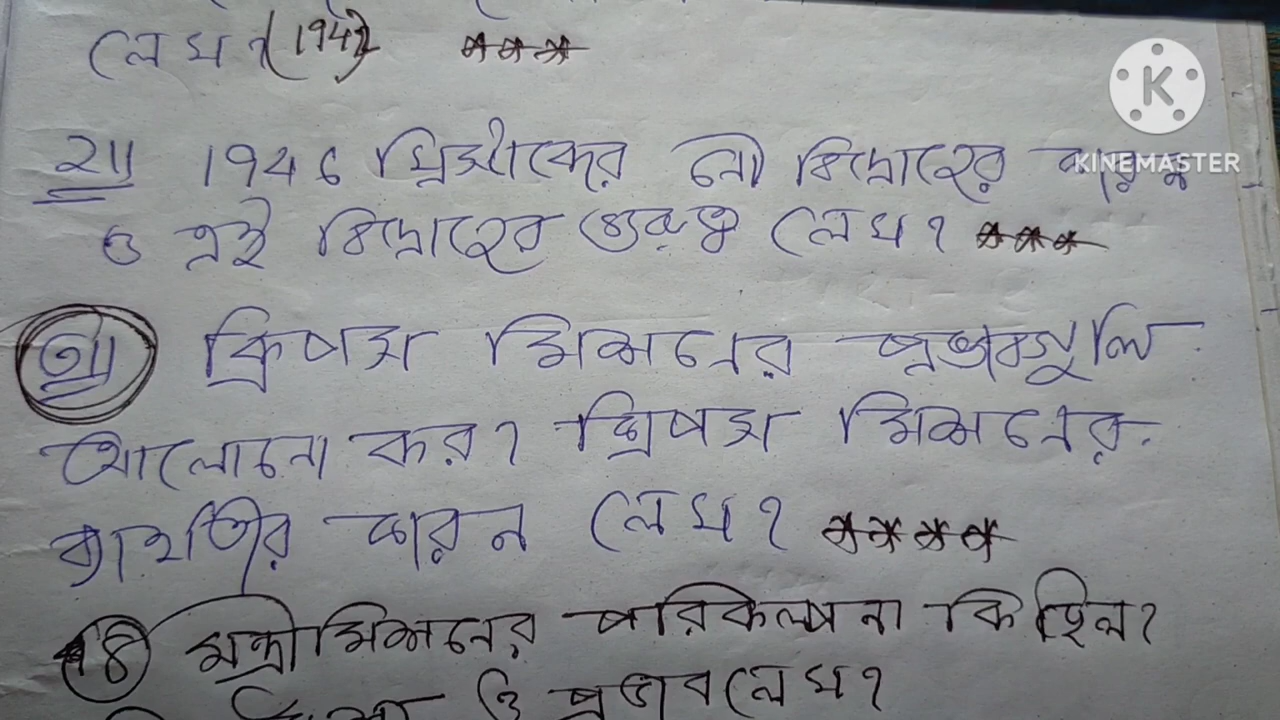 লেখ? (1942) ***
২।। 1946 খ্রিস্টাব্দের নৌ বিদ্রোহের কারন
ও এই বিদ্রোহের গুরুত্ব লেখ? ***
৩।। ক্রিপস মিশনের প্রস্তাবগুলি
আলোচনা কর? ক্রিপস মিশনের
ব্যর্থতার কারন লেখ? ****
৪ মন্ত্রী মিশনের পরিকল্পনা কি ছিল?
ও প্রভাব লেখ?
K
KINEMASTER